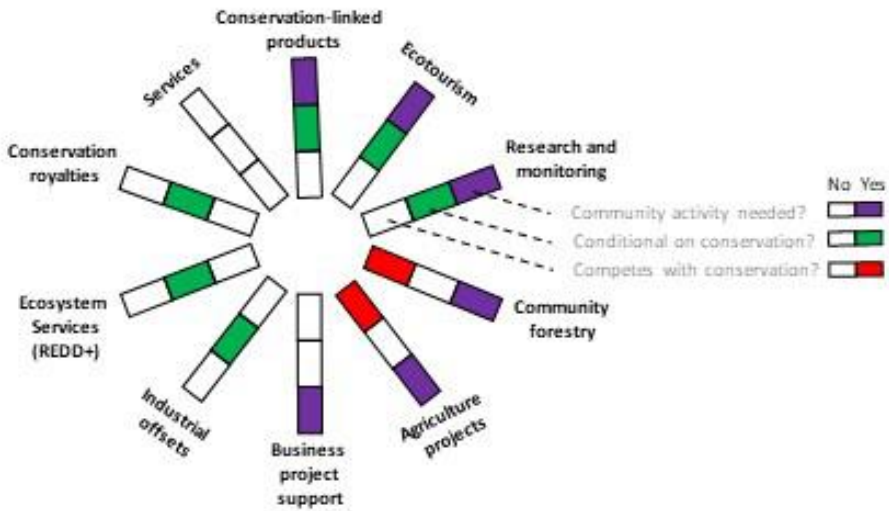 Conservation-linked
products
Ecotourism
Services
Research and
monitoring
Conservation
royalties
No Yes
Community activity needed?
Conditional on conservation?
Competes with conservation?
Ecosystem
Services
(REDD+)
Community
forestry
Industrial
offsets
Agriculture
projects
Business
project
support